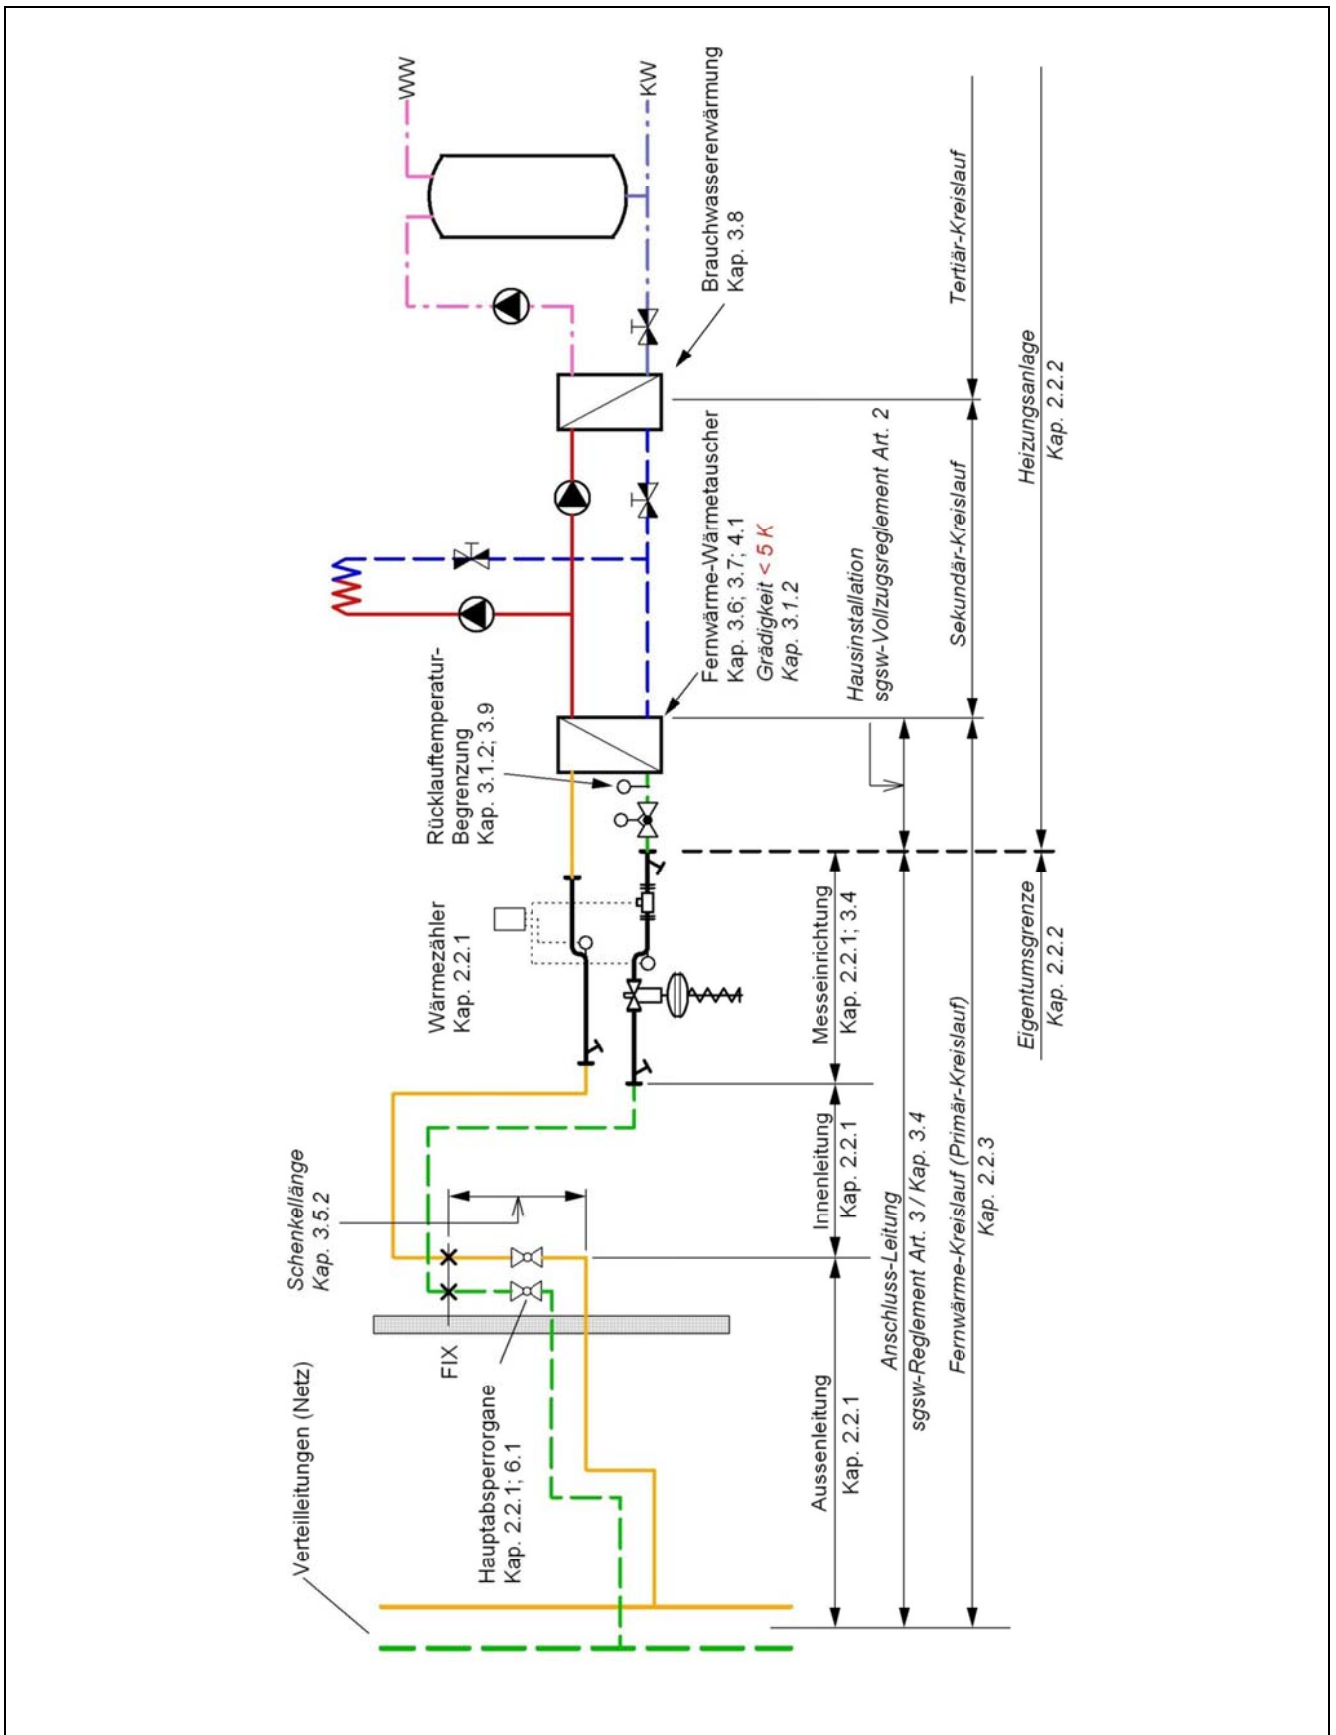 Verteilleitungen (Netz)
Schenkellänge
Kap. 3.5.2
FIX
Hauptabsperrorgane
Kap. 2.2.1; 6.1
Wärmezähler
Kap. 2.2.1
Rücklauftemperatur-
Begrenzung
Kap. 3.1.2; 3.9
WW
KW
Brauchwassererwärmung
Kap. 3.8
Fernwärme-Wärmetauscher
Kap. 3.6; 3.7; 4.1
Grädigkeit < 5 K
Kap. 3.1.2
Hausinstallation
sgsw-Vollzugsreglement Art. 2
Aussenleitung
Kap. 2.2.1
Innenleitung
Kap. 2.2.1
Messeinrichtung
Kap. 2.2.1; 3.4
Anschluss-Leitung
sgsw-Reglement Art. 3 / Kap. 3.4
Fernwärme-Kreislauf (Primär-Kreislauf)
Kap. 2.2.3
Sekundär-Kreislauf
Tertiär-Kreislauf
Eigentumsgrenze
Kap. 2.2.2
Heizungsanlage
Kap. 2.2.2